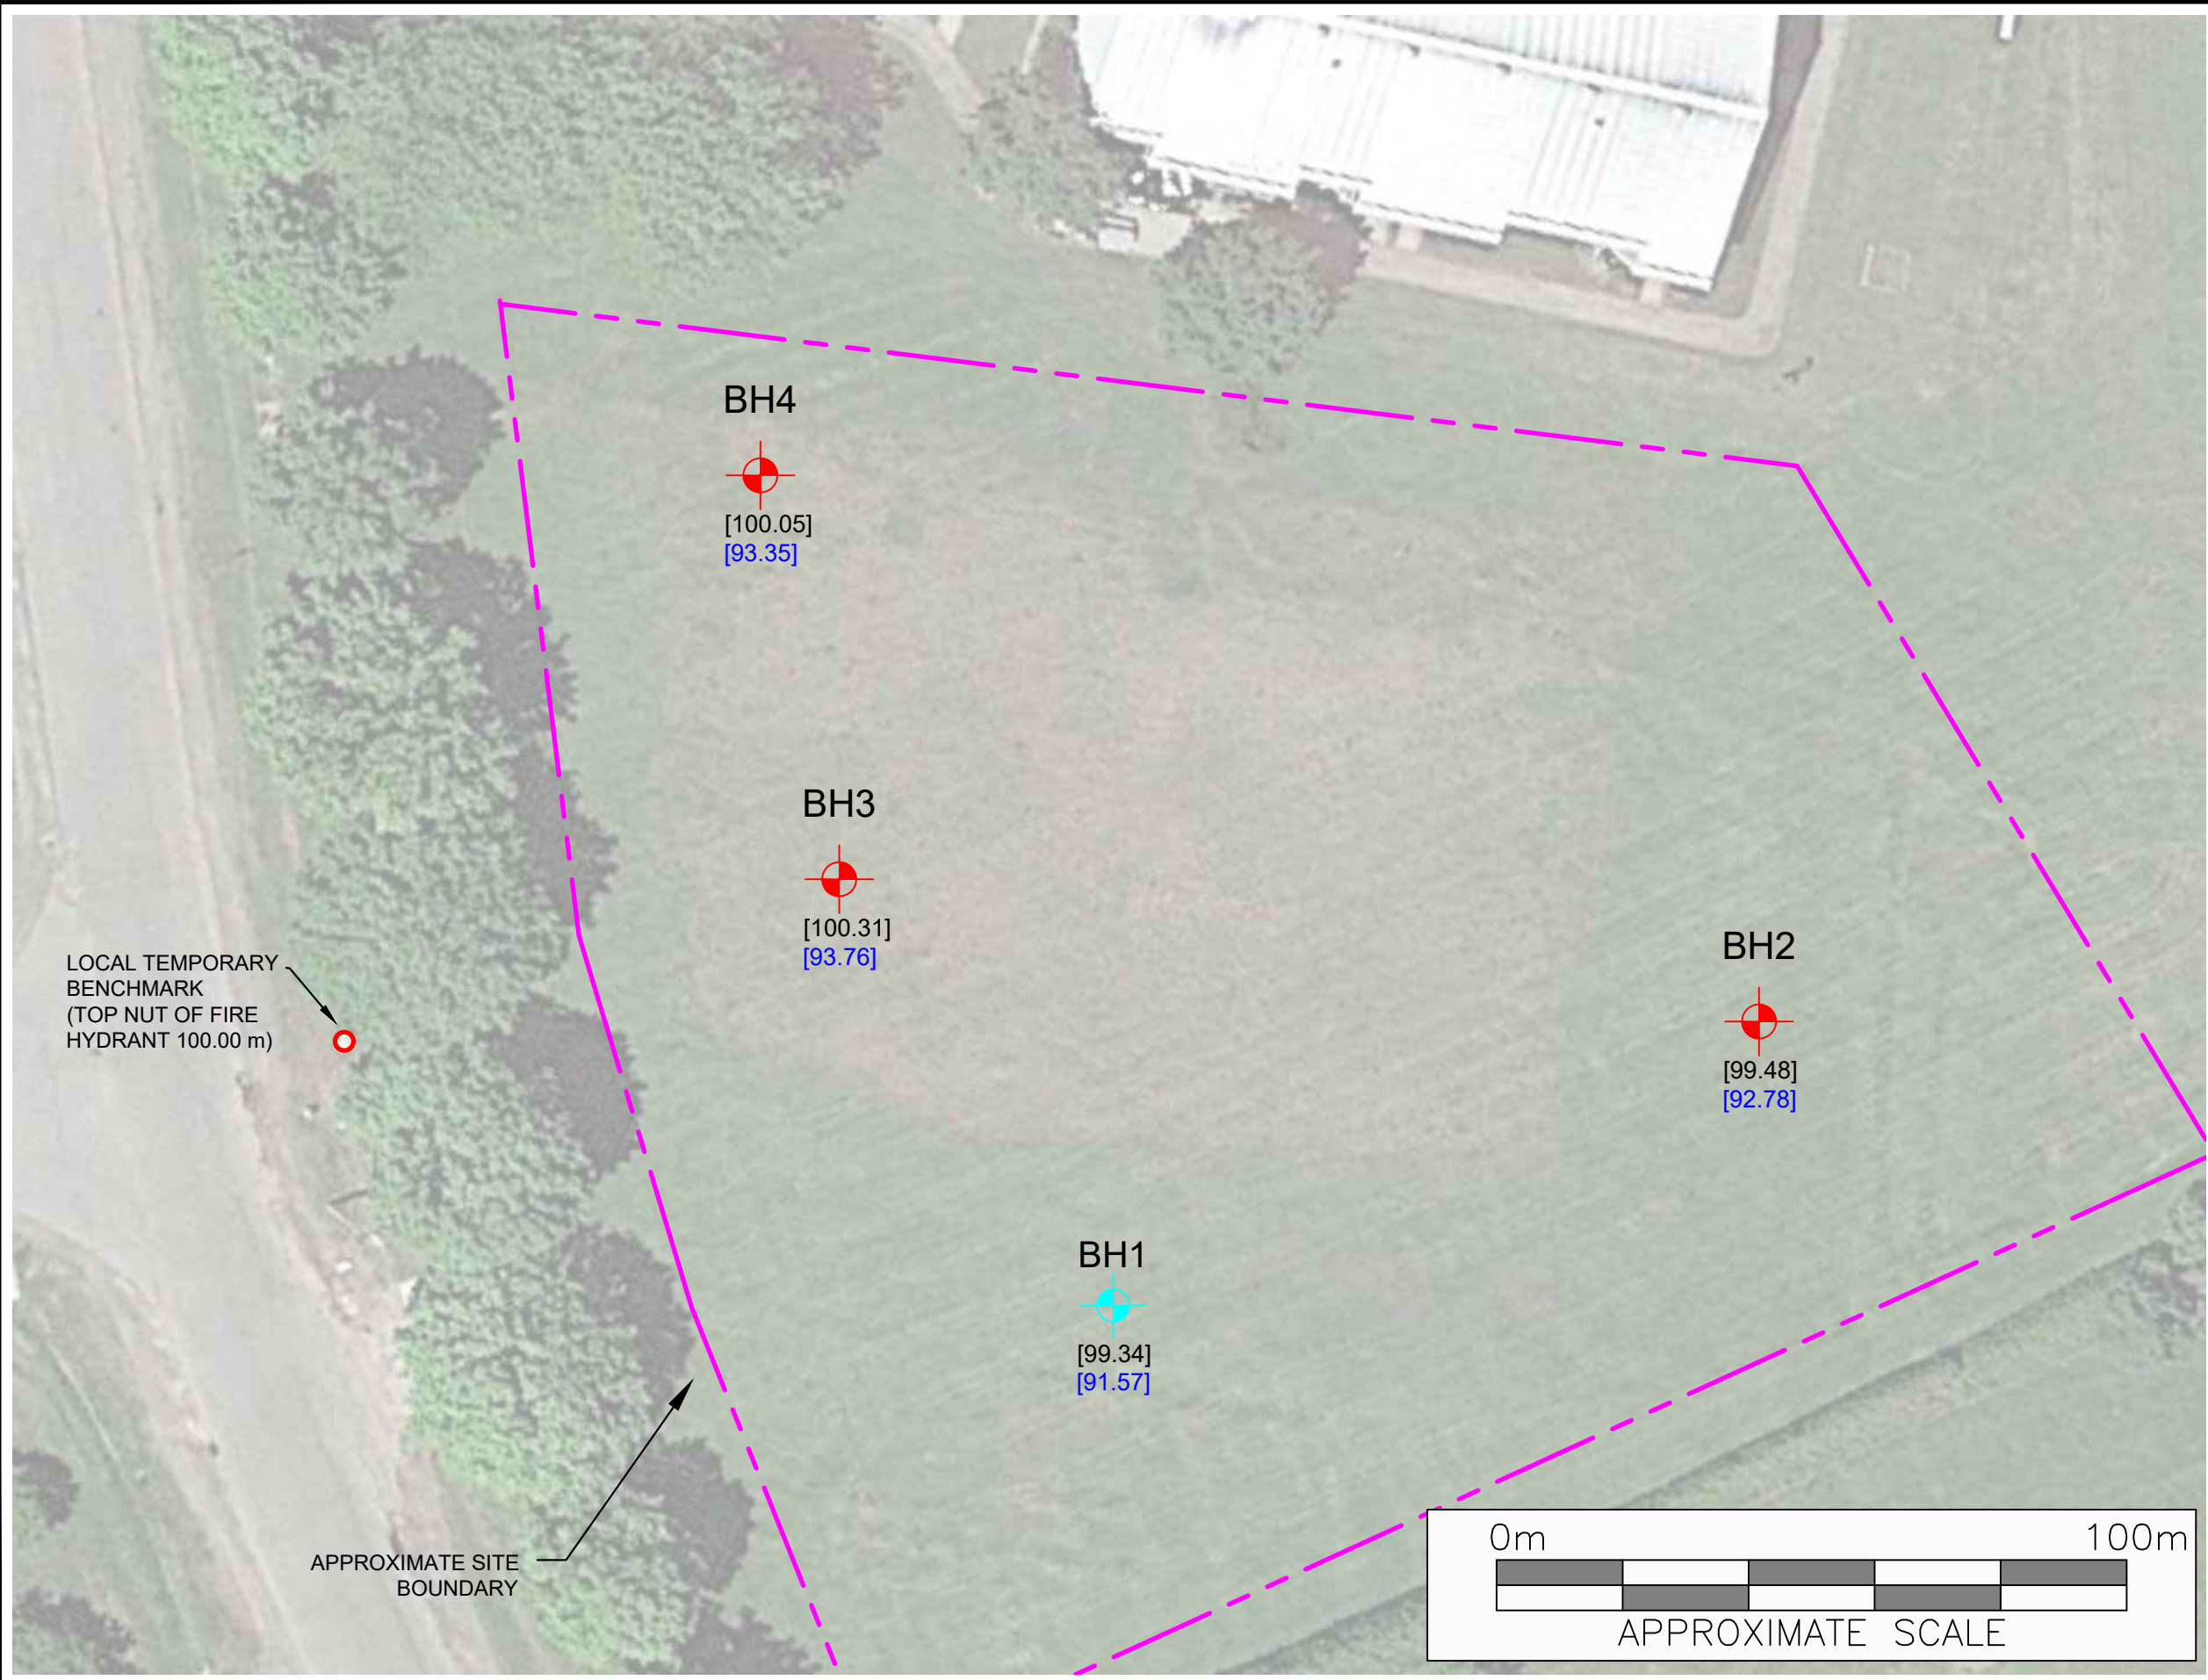 BH4
[100.05]
[93.35]
BH3
[100.31]
[93.76]
BH2
[99.48]
[92.78]
LOCAL TEMPORARY
BENCHMARK
(TOP NUT OF FIRE
HYDRANT 100.00 m)
BH1
[99.34]
[91.57]
APPROXIMATE SITE
BOUNDARY
0m 100m
APPROXIMATE SCALE